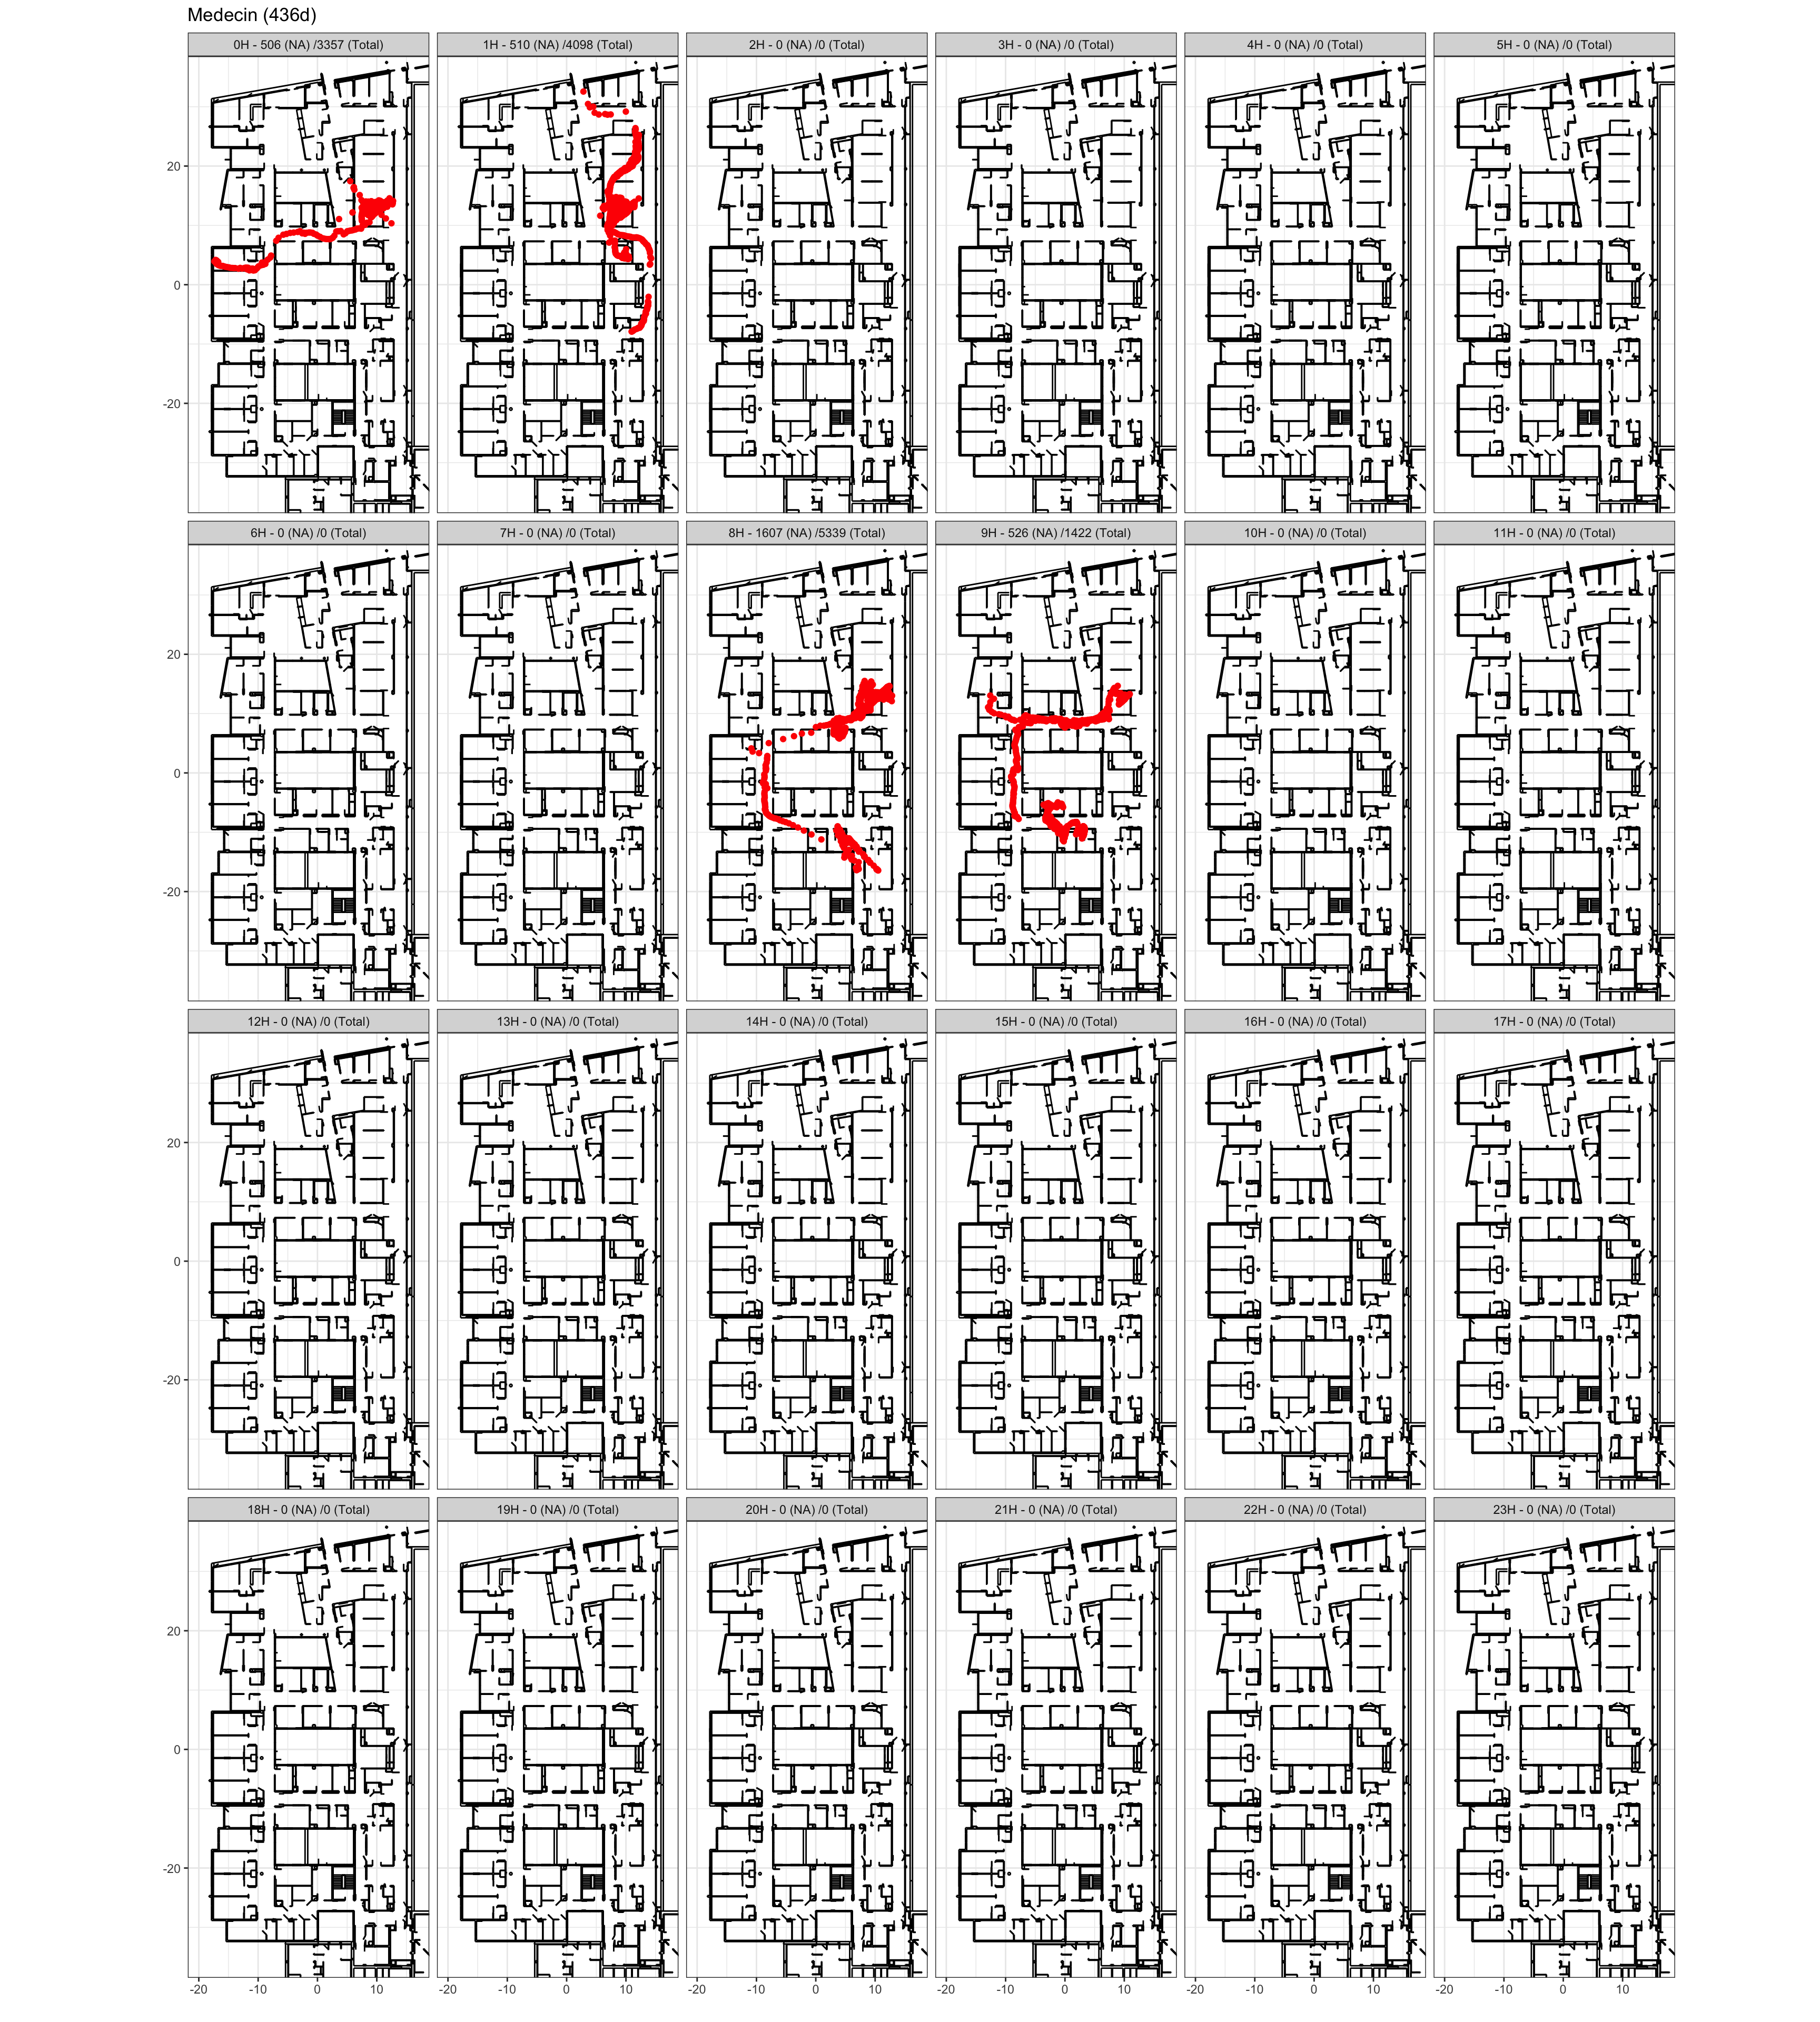 Medecin (436d)
0H - 506 (NA) /3357 (Total)
1H - 510 (NA) /4098 (Total)
2H - 0 (NA) /0 (Total)
3H - 0 (NA) /0 (Total)
4H - 0 (NA) /0 (Total)
5H - 0 (NA) /0 (Total)
20
0
-20
6H - 0 (NA) /0 (Total)
7H - 0 (NA) /0 (Total)
8H - 1607 (NA) /5339 (Total)
9H - 526 (NA) /1422 (Total)
10H - 0 (NA) /0 (Total)
11H - 0 (NA) /0 (Total)
20
0
-20
12H - 0 (NA) /0 (Total)
13H - 0 (NA) /0 (Total)
14H - 0 (NA) /0 (Total)
15H - 0 (NA) /0 (Total)
16H - 0 (NA) /0 (Total)
17H - 0 (NA) /0 (Total)
20
0
-20
18H - 0 (NA) /0 (Total)
19H - 0 (NA) /0 (Total)
20H - 0 (NA) /0 (Total)
21H - 0 (NA) /0 (Total)
22H - 0 (NA) /0 (Total)
23H - 0 (NA) /0 (Total)
20
0
-20
-20 -10 0 10
-20 -10 0 10
-20 -10 0 10
-20 -10 0 10
-20 -10 0 10
-20 -10 0 10